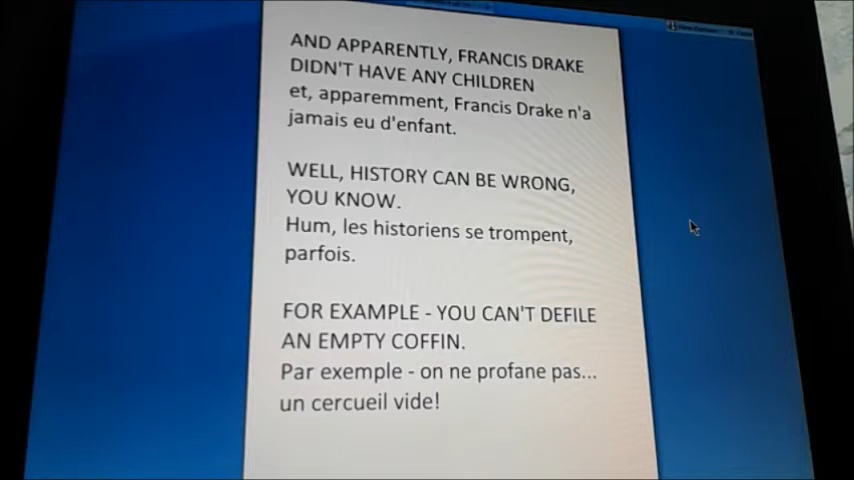 AND APPARENTLY, FRANCIS DRAKE
DIDN'T HAVE ANY CHILDREN
et, apparemment, Francis Drake n'a
jamais eu d'enfant.
WELL, HISTORY CAN BE WRONG,
YOU KNOW.
Hum, les historiens se trompent,
parfois.
FOR EXAMPLE - YOU CAN'T DEFILE
AN EMPTY COFFIN.
Par exemple - on ne profane pas...
un cercueil vide!